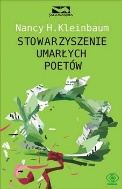 Nancy H. Kleinbaum
STOWARZYSZENIE
UMARŁYCH
POETÓW